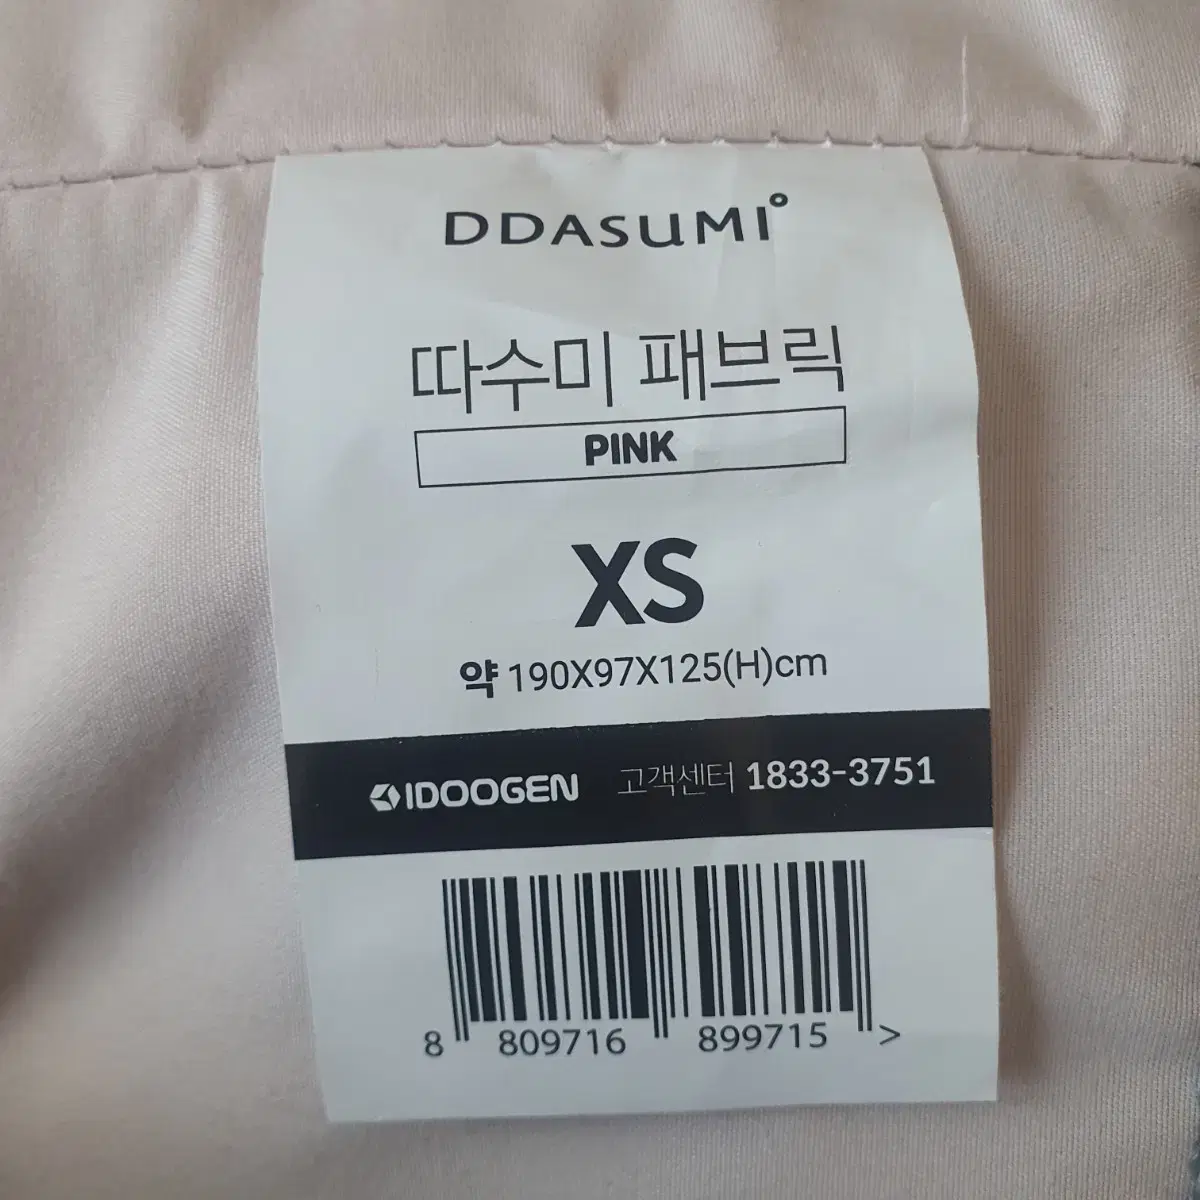 DDASUMI°
따수미 패브릭
PINK
XS
약 190X97X125(H)cm
IDOOGEN 고객센터 1833-3751
8 809716 899715 >